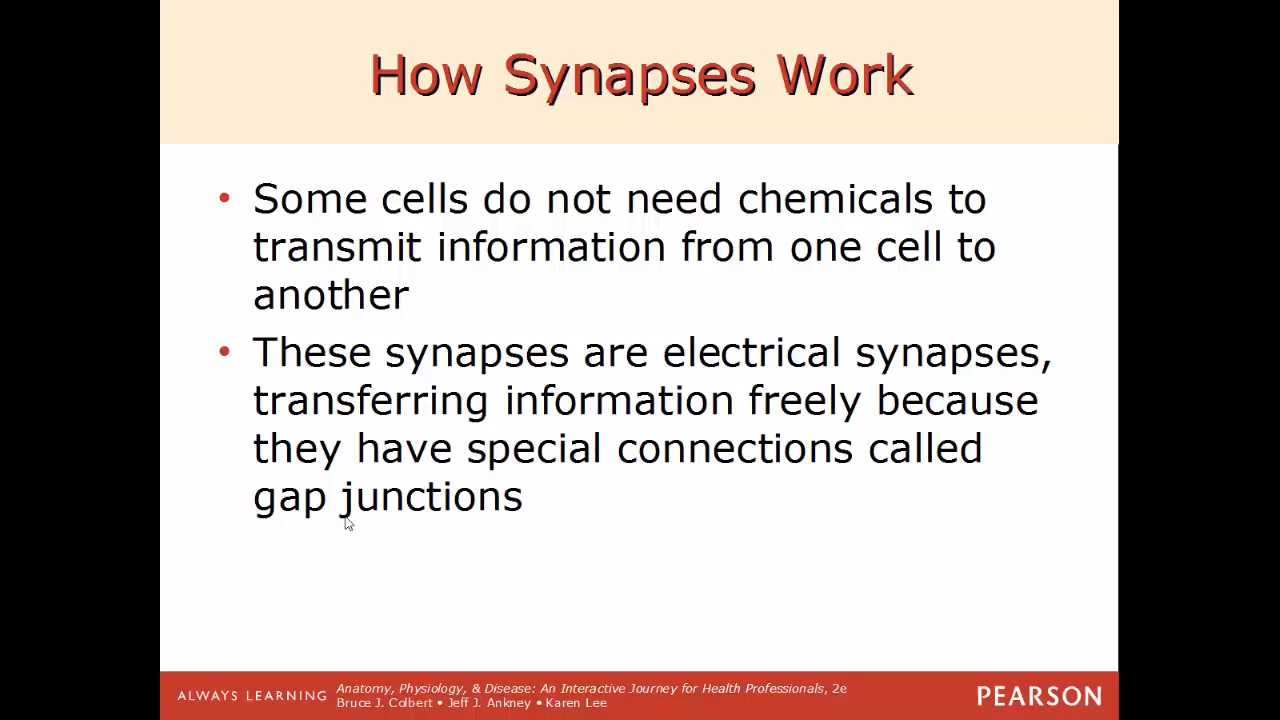 How Synapses Work
• Some cells do not need chemicals to
transmit information from one cell to
another
• These synapses are electrical synapses,
transferring information freely because
they have special connections called
gap junctions
ALWAYS LEARNING
Anatomy, Physiology, & Disease: An Interactive Journey for Health Professionals, 2e
Bruce J. Colbert • Jeff J. Ankney • Karen Lee
PEARSON